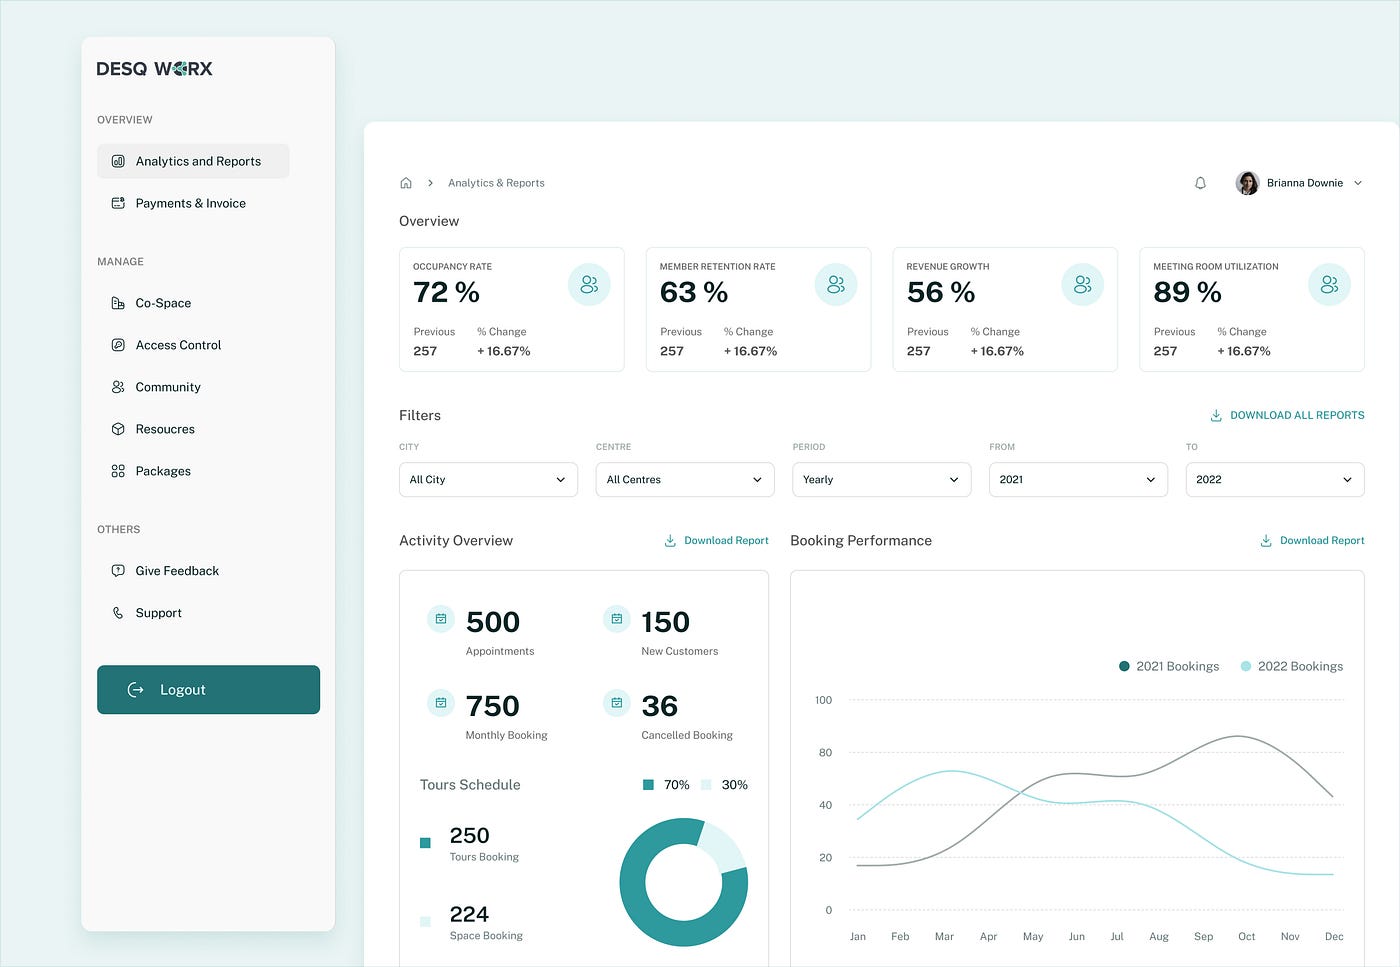 DESQ WORX
OVERVIEW
Analytics and Reports
Payments & Invoice
MANAGE
Co-Space
Access Control
Community
Resoucres
Packages
OTHERS
Give Feedback
Support
Logout
Analytics & Reports
Brianna Downie
Overview
OCCUPANCY RATE
72 %
Previous % Change
257 + 16.67%
MEMBER RETENTION RATE
63 %
Previous % Change
257 + 16.67%
REVENUE GROWTH
56 %
Previous % Change
257 + 16.67%
MEETING ROOM UTILIZATION
89 %
Previous % Change
257 + 16.67%
Filters
DOWNLOAD ALL REPORTS
CITY
All City
CENTRE
All Centres
PERIOD
Yearly
FROM
2021
TO
2022
Activity Overview
Download Report
500
Appointments
150
New Customers
750
Monthly Booking
36
Cancelled Booking
Tours Schedule
70% 30%
250
Tours Booking
224
Space Booking
Booking Performance
Download Report
2021 Bookings 2022 Bookings
100
80
40
20
0
Jan Feb Mar Apr May Jun Jul Aug Sep Oct Nov Dec